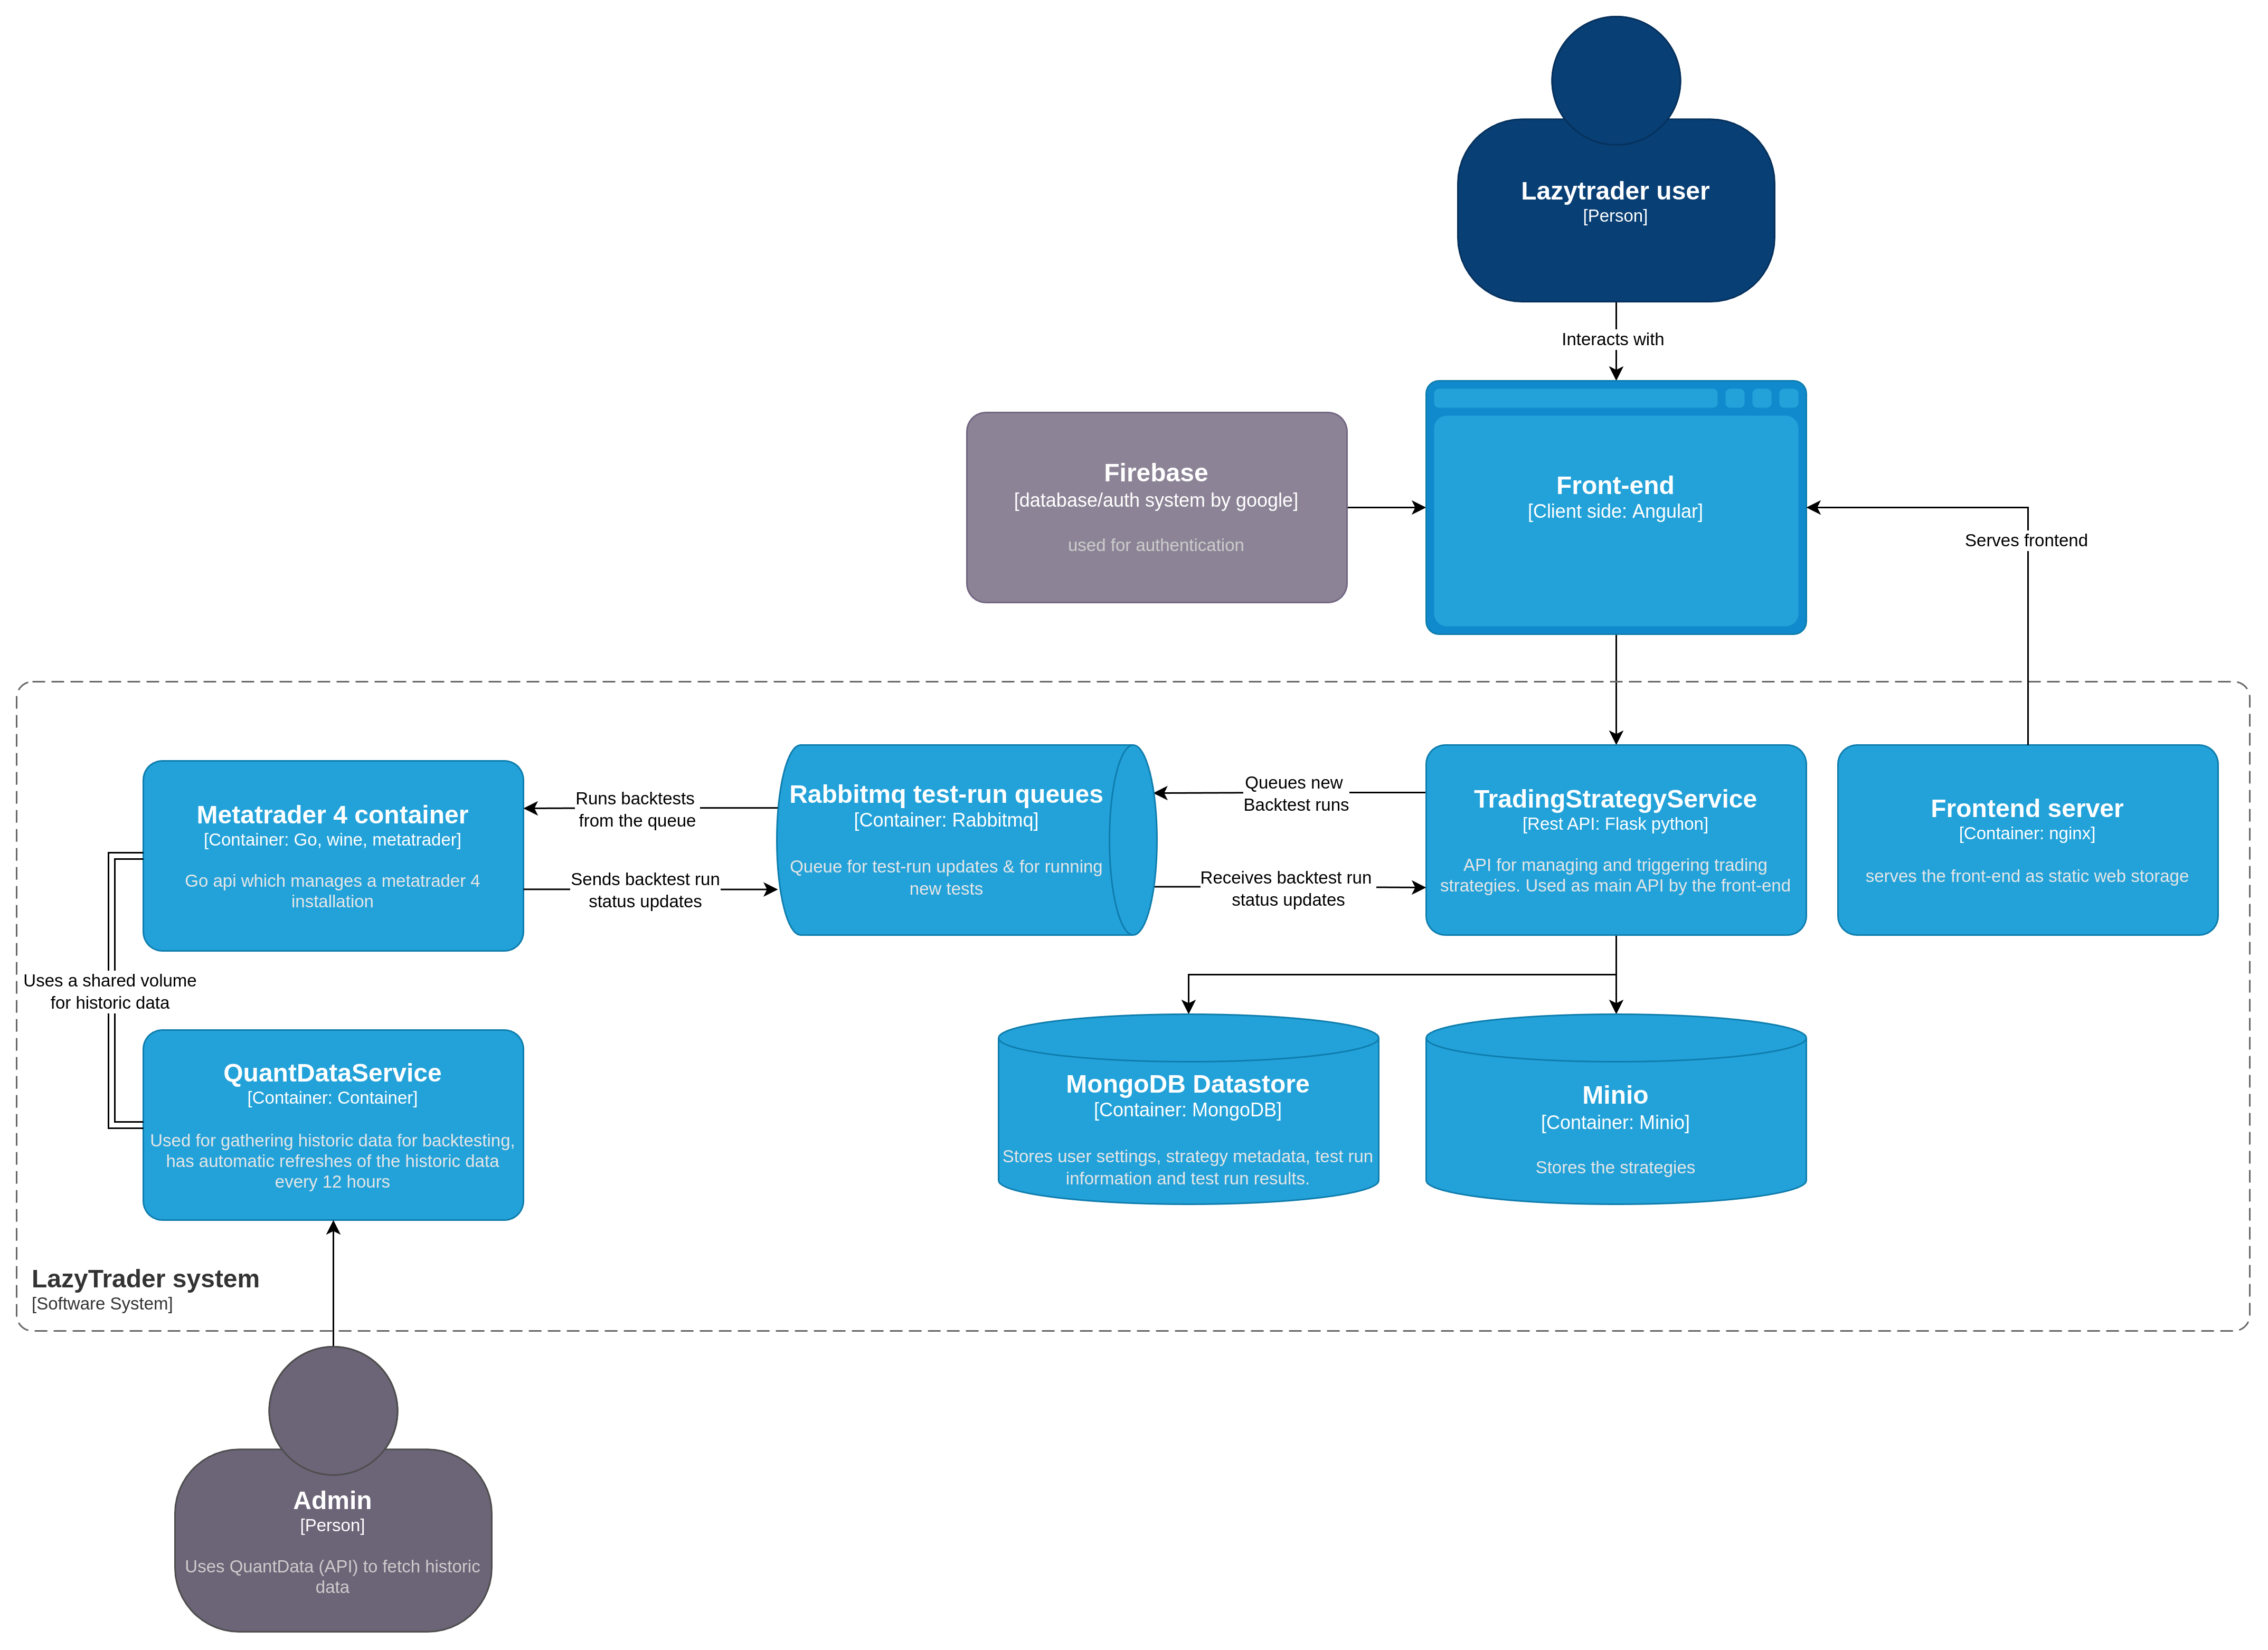 Lazytrader user
[Person]
Interacts with
Firebase
[database/auth system by google]
used for authentication
Front-end
[Client side: Angular]
Serves frontend
Metatrader 4 container
[Container: Go, wine, metatrader]
Go api which manages a metatrader 4
installation
Runs backtests
from the queue
Sends backtest run
status updates
Rabbitmq test-run queues
[Container: Rabbitmq]
Queue for test-run updates & for running
new tests
Queues new
Backtest runs
Receives backtest run
status updates
TradingStrategyService
[Rest API: Flask python]
API for managing and triggering trading
strategies. Used as main API by the front-end
Frontend server
[Container: nginx]
serves the front-end as static web storage
Uses a shared volume
for historic data
QuantDataService
[Container: Container]
Used for gathering historic data for backtesting,
has automatic refreshes of the historic data
every 12 hours
MongoDB Datastore
[Container: MongoDB]
Stores user settings, strategy metadata, test run
information and test run results.
Minio
[Container: Minio]
Stores the strategies
LazyTrader system
[Software System]
Admin
[Person]
Uses QuantData (API) to fetch historic
data